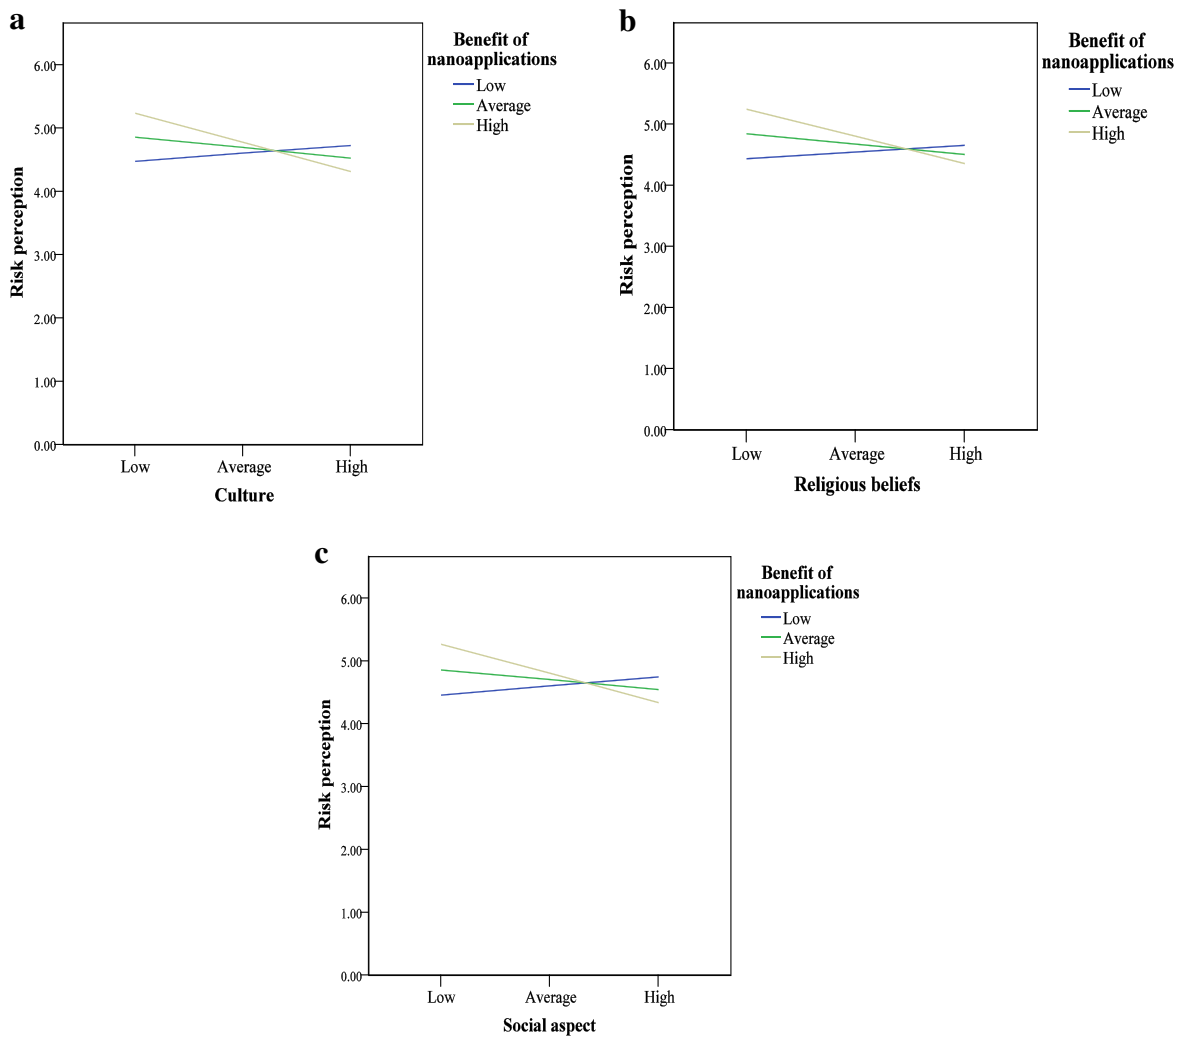 a
Benefit of
nanoapplications
Low
Average
High
6.00
5.00
4.00
3.00
2.00
1.00
0.00
Risk perception
Low Average High
Culture
b
Benefit of
nanoapplications
Low
Average
High
6.00
5.00
4.00
3.00
2.00
1.00
0.00
Risk perception
Low Average High
Religious beliefs
c
Benefit of
nanoapplications
Low
Average
High
6.00
5.00
4.00
3.00
2.00
1.00
0.00
Risk perception
Low Average High
Social aspect